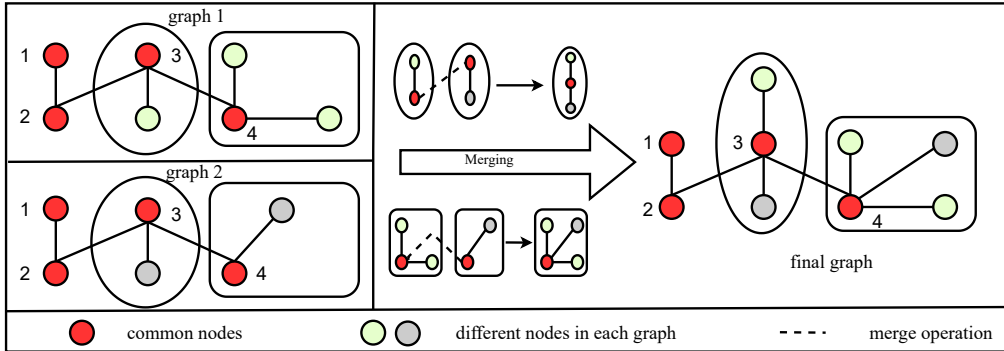 graph 1
1
3
2
4
graph 2
1
3
2
4
Merging
1
3
2
4
final graph
common nodes
different nodes in each graph
merge operation